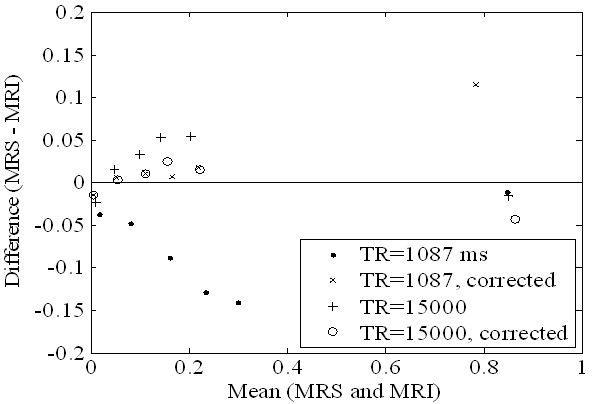 0.2
0.15
0.1
0.05
0
-0.05
-0.1
-0.15
-0.2
Difference (MRS - MRI)
TR=1087 ms
TR=1087, corrected
TR=15000
TR=15000, corrected
0 0.2 0.4 0.6 0.8 1
Mean (MRS and MRI)